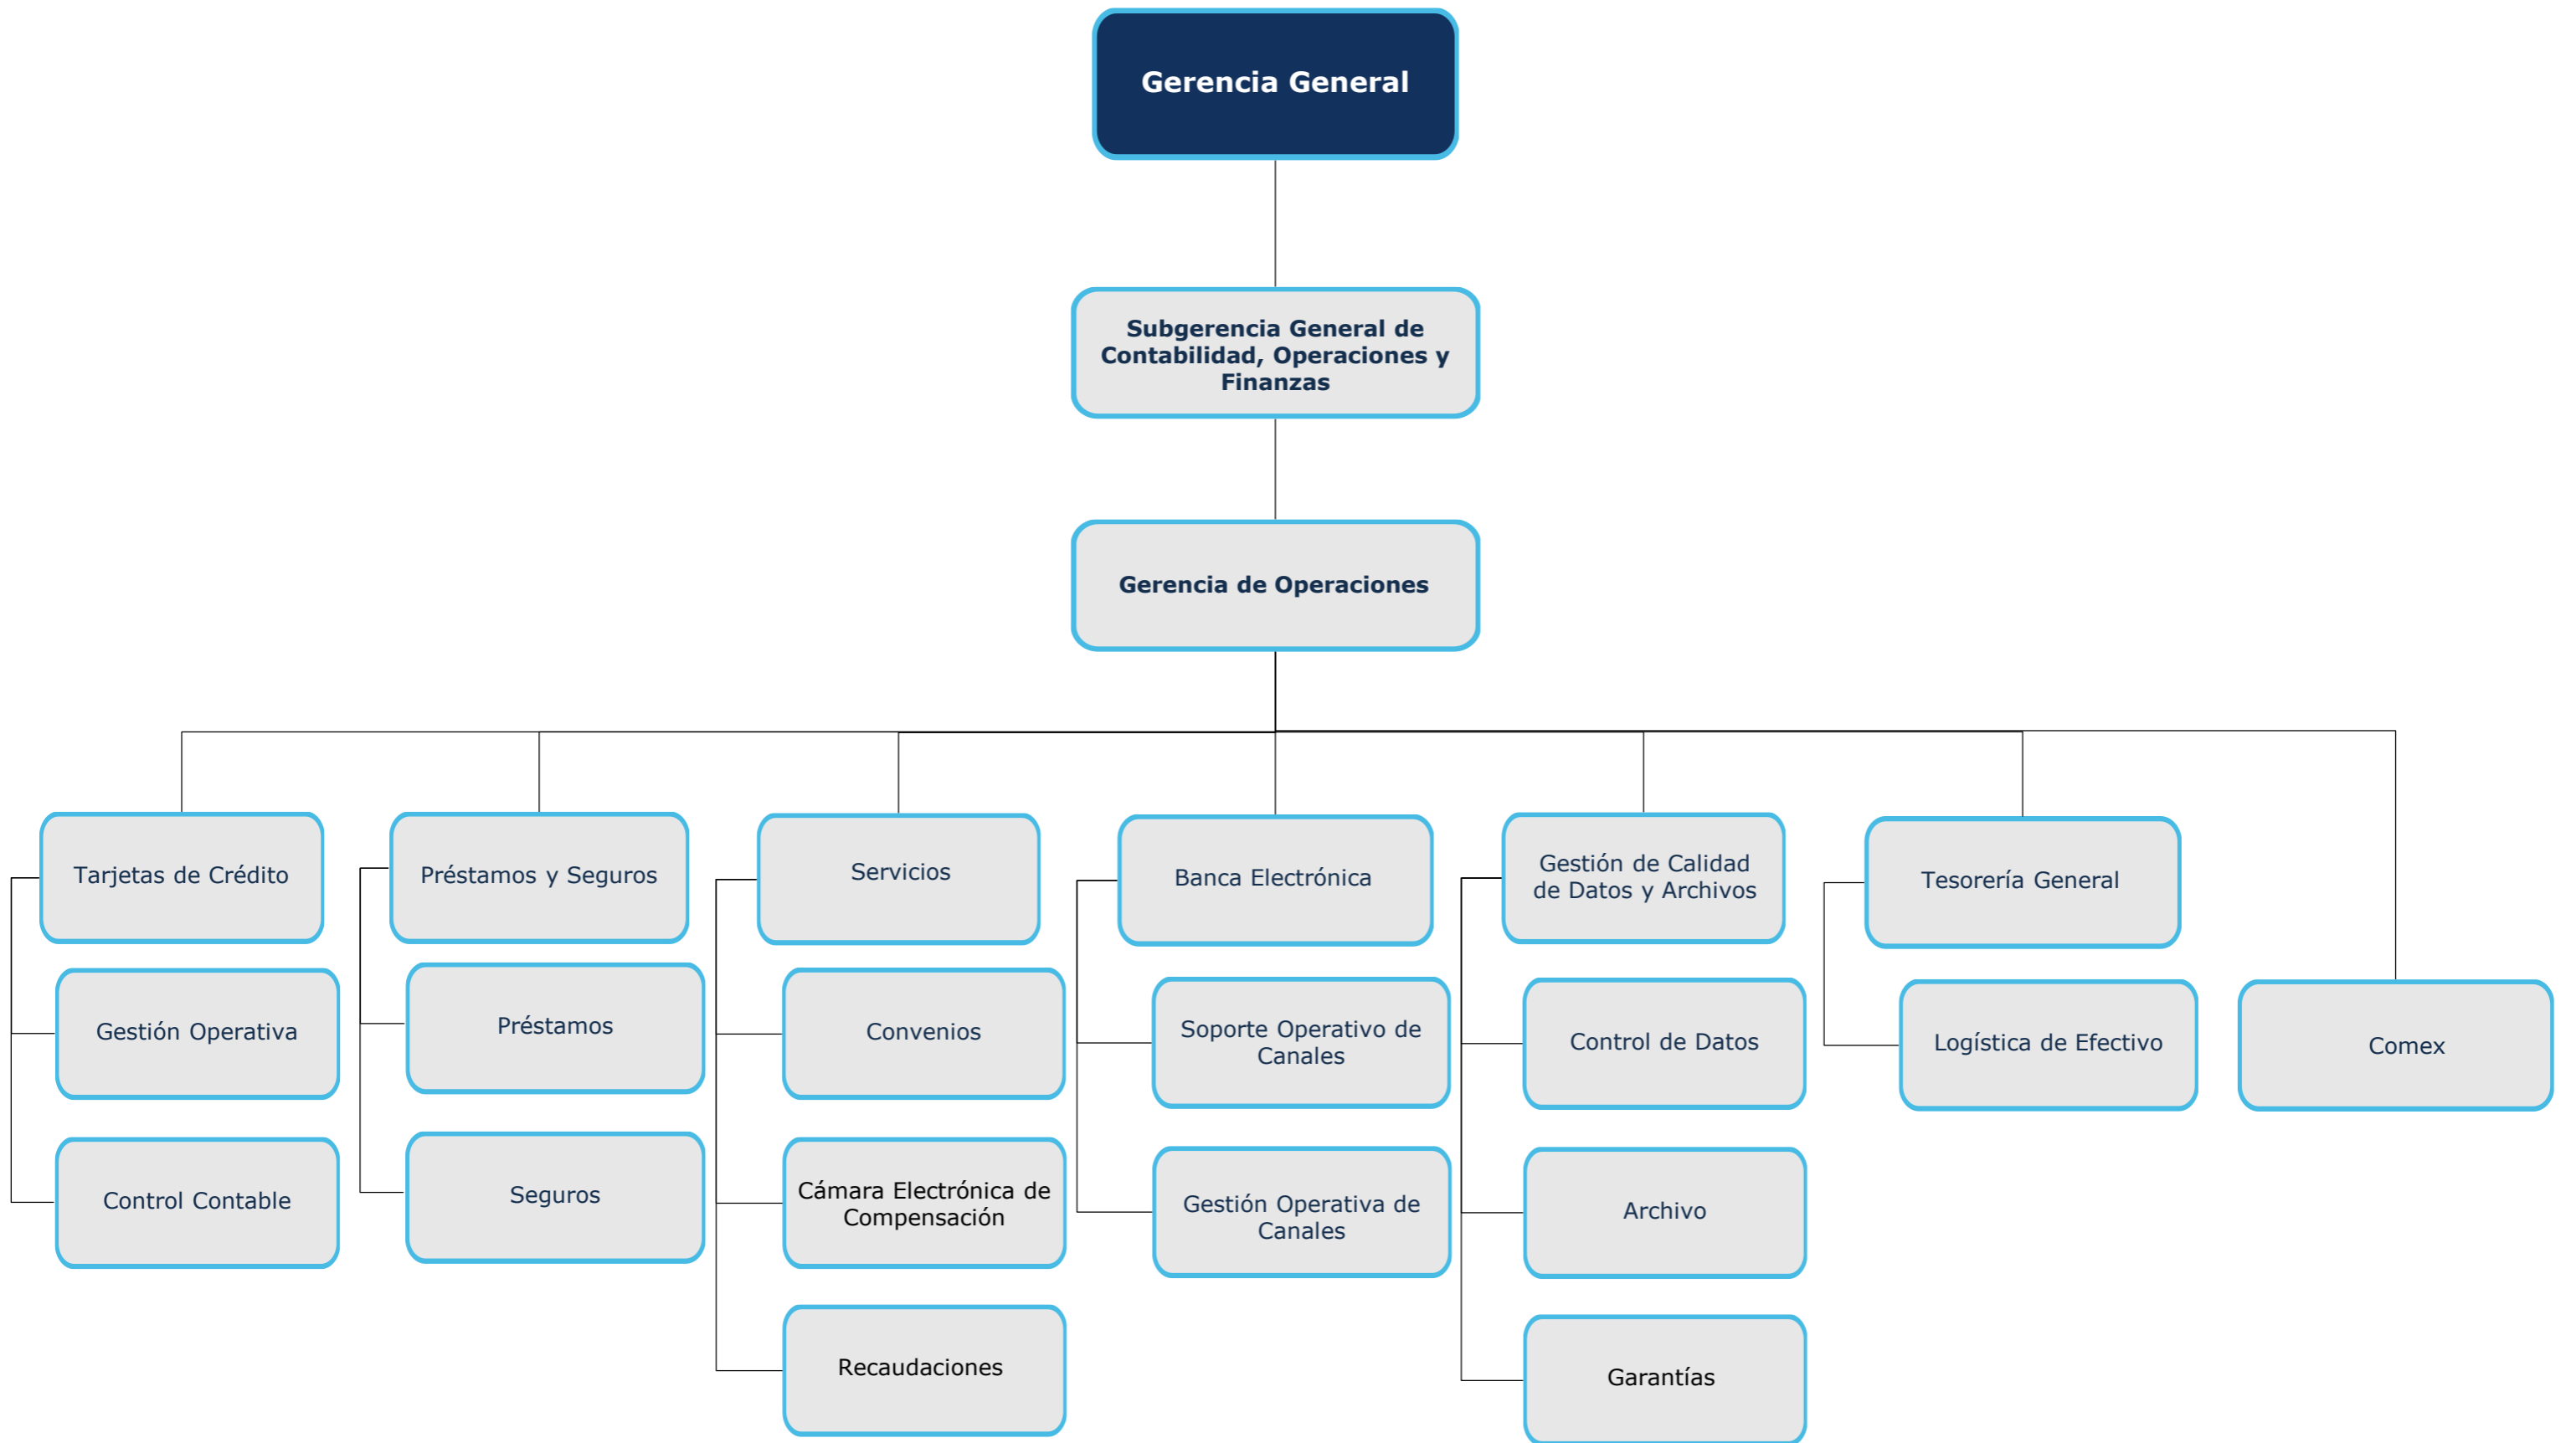 Gerencia General
Subgerencia General de
Contabilidad, Operaciones y
Finanzas
Gerencia de Operaciones
Tarjetas de Crédito
Gestión Operativa
Control Contable
Préstamos y Seguros
Préstamos
Seguros
Servicios
Convenios
Cámara Electrónica de
Compensación
Recaudaciones
Banca Electrónica
Soporte Operativo de
Canales
Gestión Operativa de
Canales
Gestión de Calidad
de Datos y Archivos
Control de Datos
Archivo
Garantías
Tesorería General
Logística de Efectivo
Comex